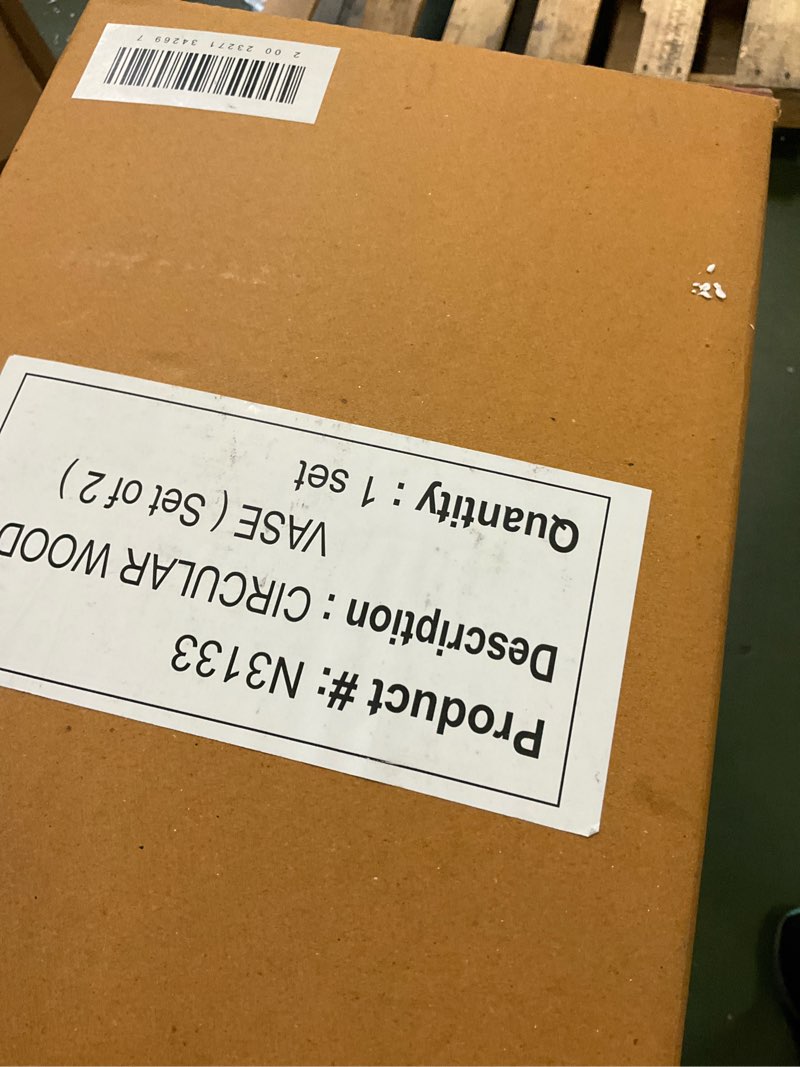 Product #: N3133
Description : CIRCULAR WOOD
VASE ( Set of 2 )
Quantity : 1 set
2 00 23271 34269 7